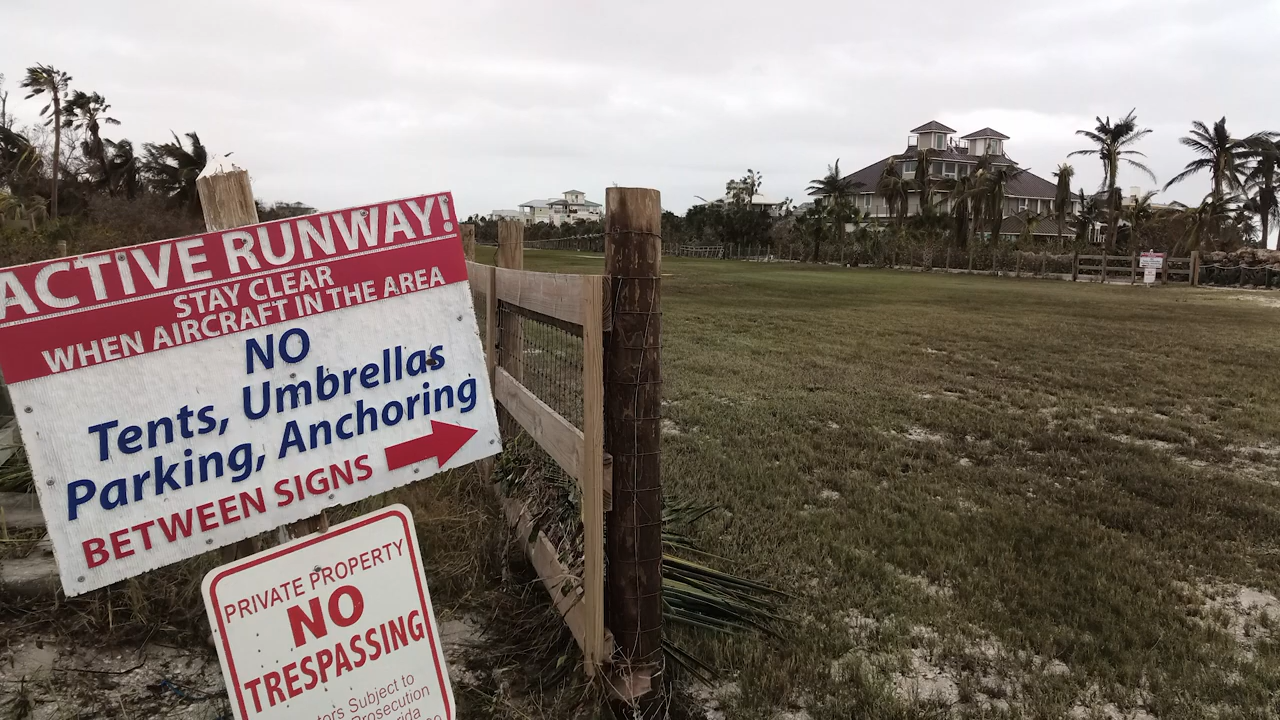 ACTIVE RUNWAY!
STAY CLEAR
WHEN AIRCRAFT IN THE AREA
NO
Tents, Umbrellas
Parking, Anchoring
BETWEEN SIGNS
PRIVATE PROPERTY
NO
TRESPASSING
Subject to
Prosecution